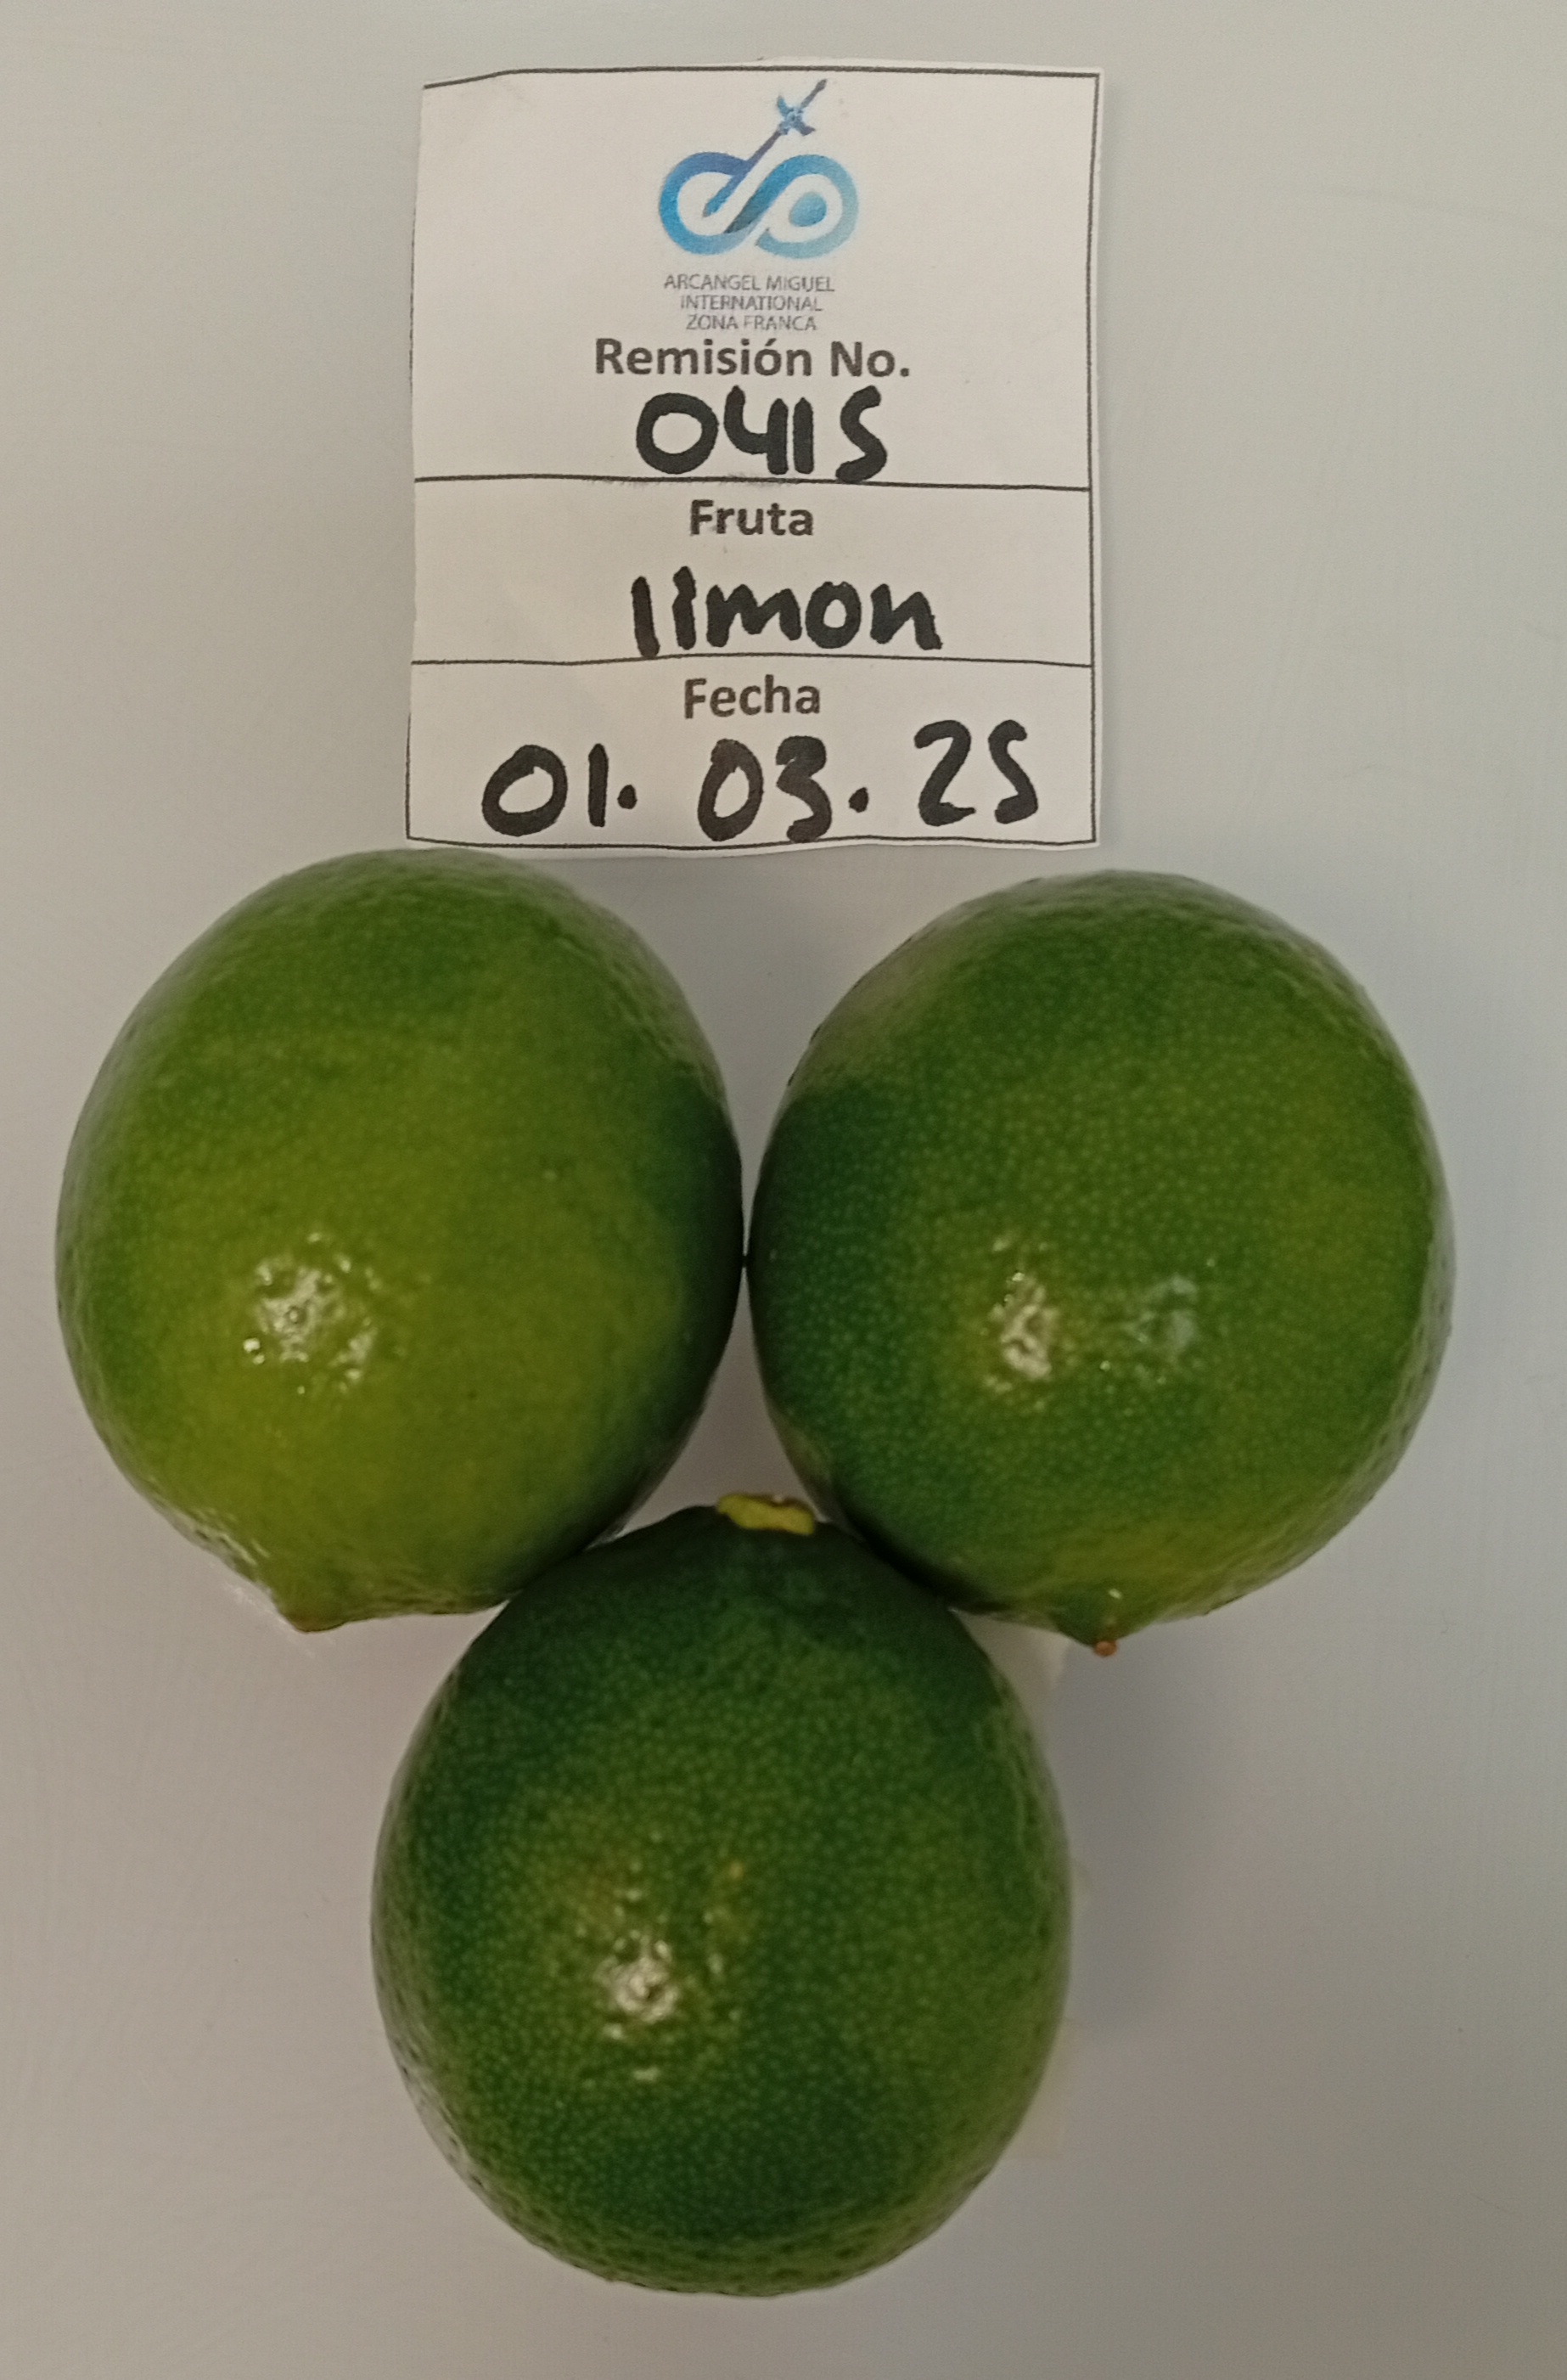 ARCANGEL MIGUEL
INTERNATIONAL
ZONA FRANCA
Remisión No.
0415
Fruta
limon
Fecha
01. 03. 25